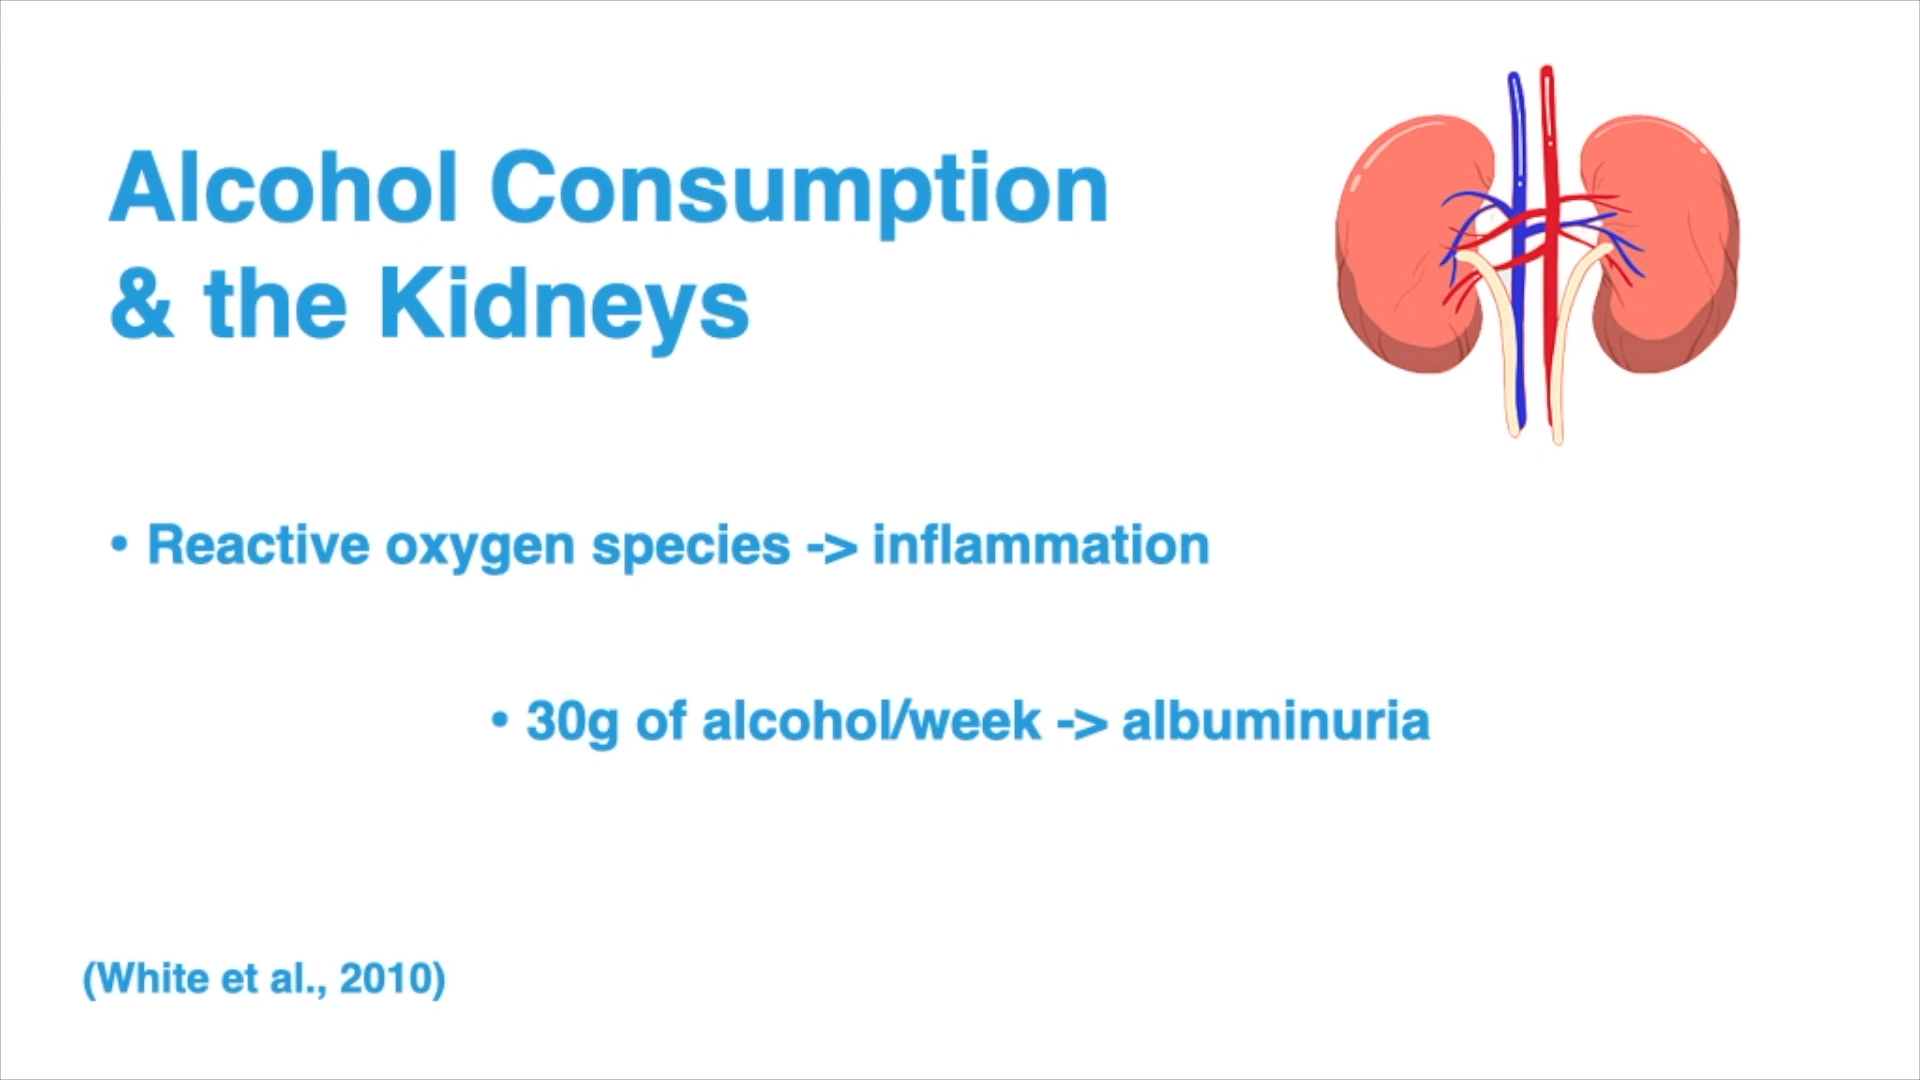 Alcohol Consumption
& the Kidneys
• Reactive oxygen species -> inflammation
• 30g of alcohol/week -> albuminuria
(White et al., 2010)